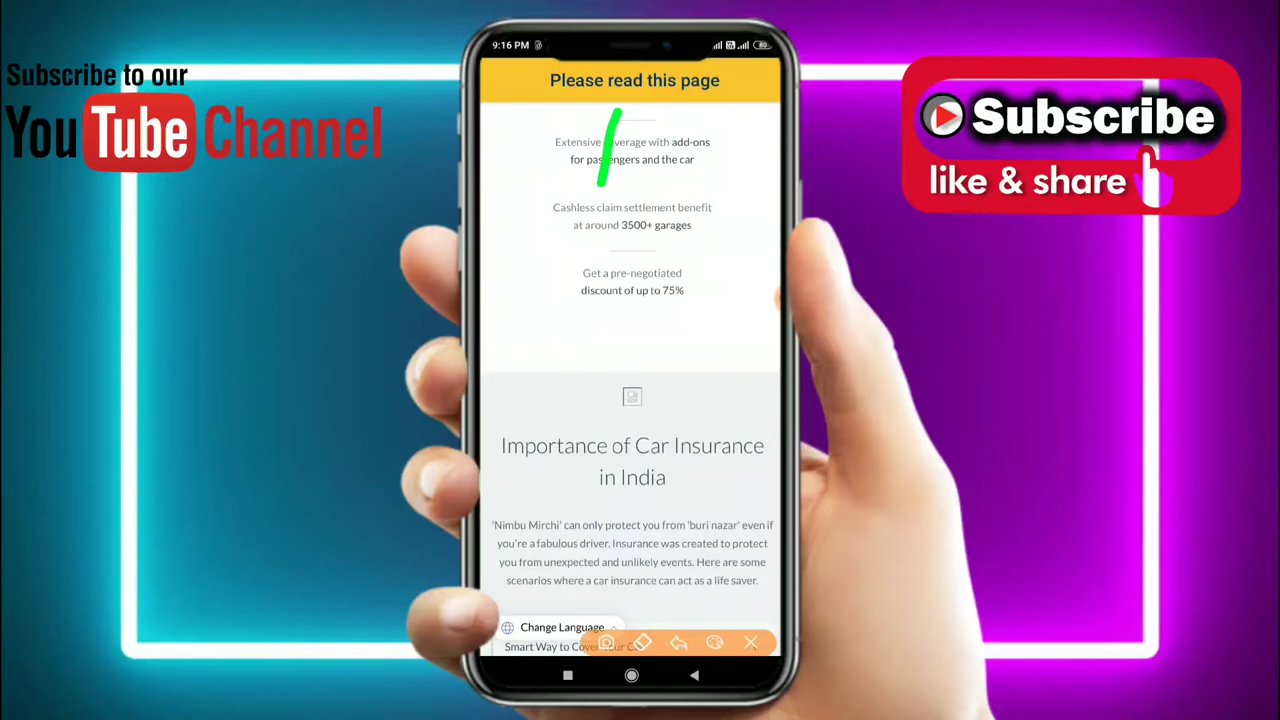 Subscribe to our
YouTube Channel
Subscribe
like & share
9:16 PM
80
Please read this page
Extensive coverage with add-ons
for passengers and the car
Cashless claim settlement benefit
at around 3500+ garages
Get a pre-negotiated
discount of up to 75%
Importance of Car Insurance
in India
'Nimbu Mirchi' can only protect you from 'buri nazar' even if
you're a fabulous driver. Insurance was created to protect
you from unexpected and unlikely events. Here are some
scenarios where a car insurance can act as a life saver.
Change Language
Smart Way to Cover Your